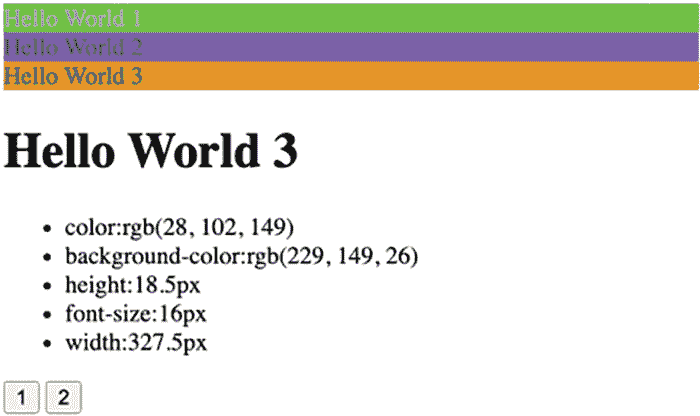 Hello World 1
Hello World 2
Hello World 3
Hello World 3
• color:rgb(28, 102, 149)
• background-color:rgb(229, 149, 26)
• height:18.5px
• font-size:16px
• width:327.5px
1 2